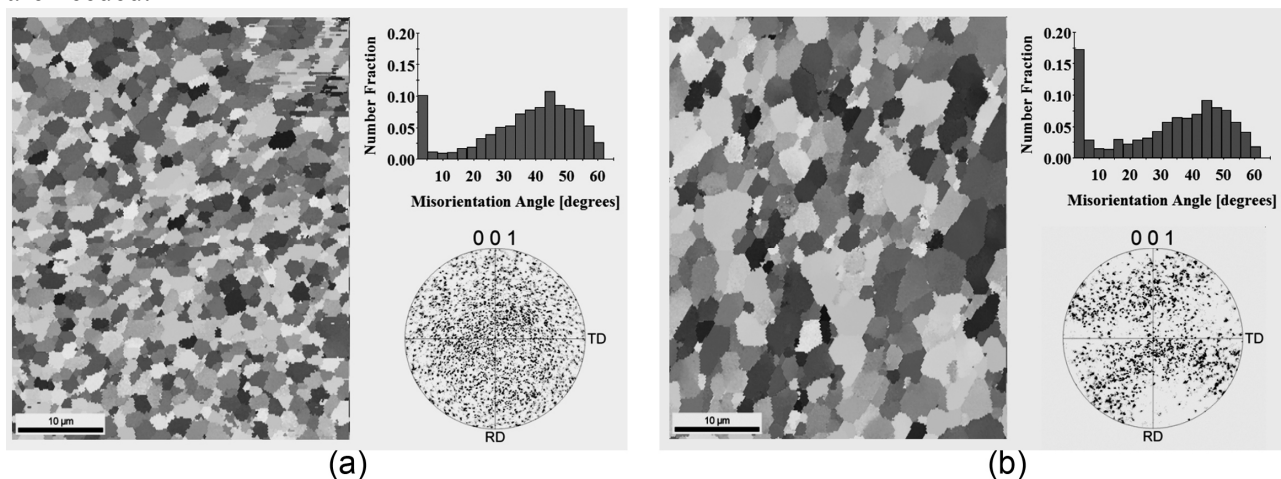 are needed.
0.20
0.15
0.10
0.05
0.00
Number Fraction
10 20 30 40 50 60
Misorientation Angle [degrees]
0 0 1
TD
RD
10 µm
(a)
0.20
0.15
0.10
0.05
0.00
Number Fraction
10 20 30 40 50 60
Misorientation Angle [degrees]
0 0 1
TD
RD
10 µm
(b)